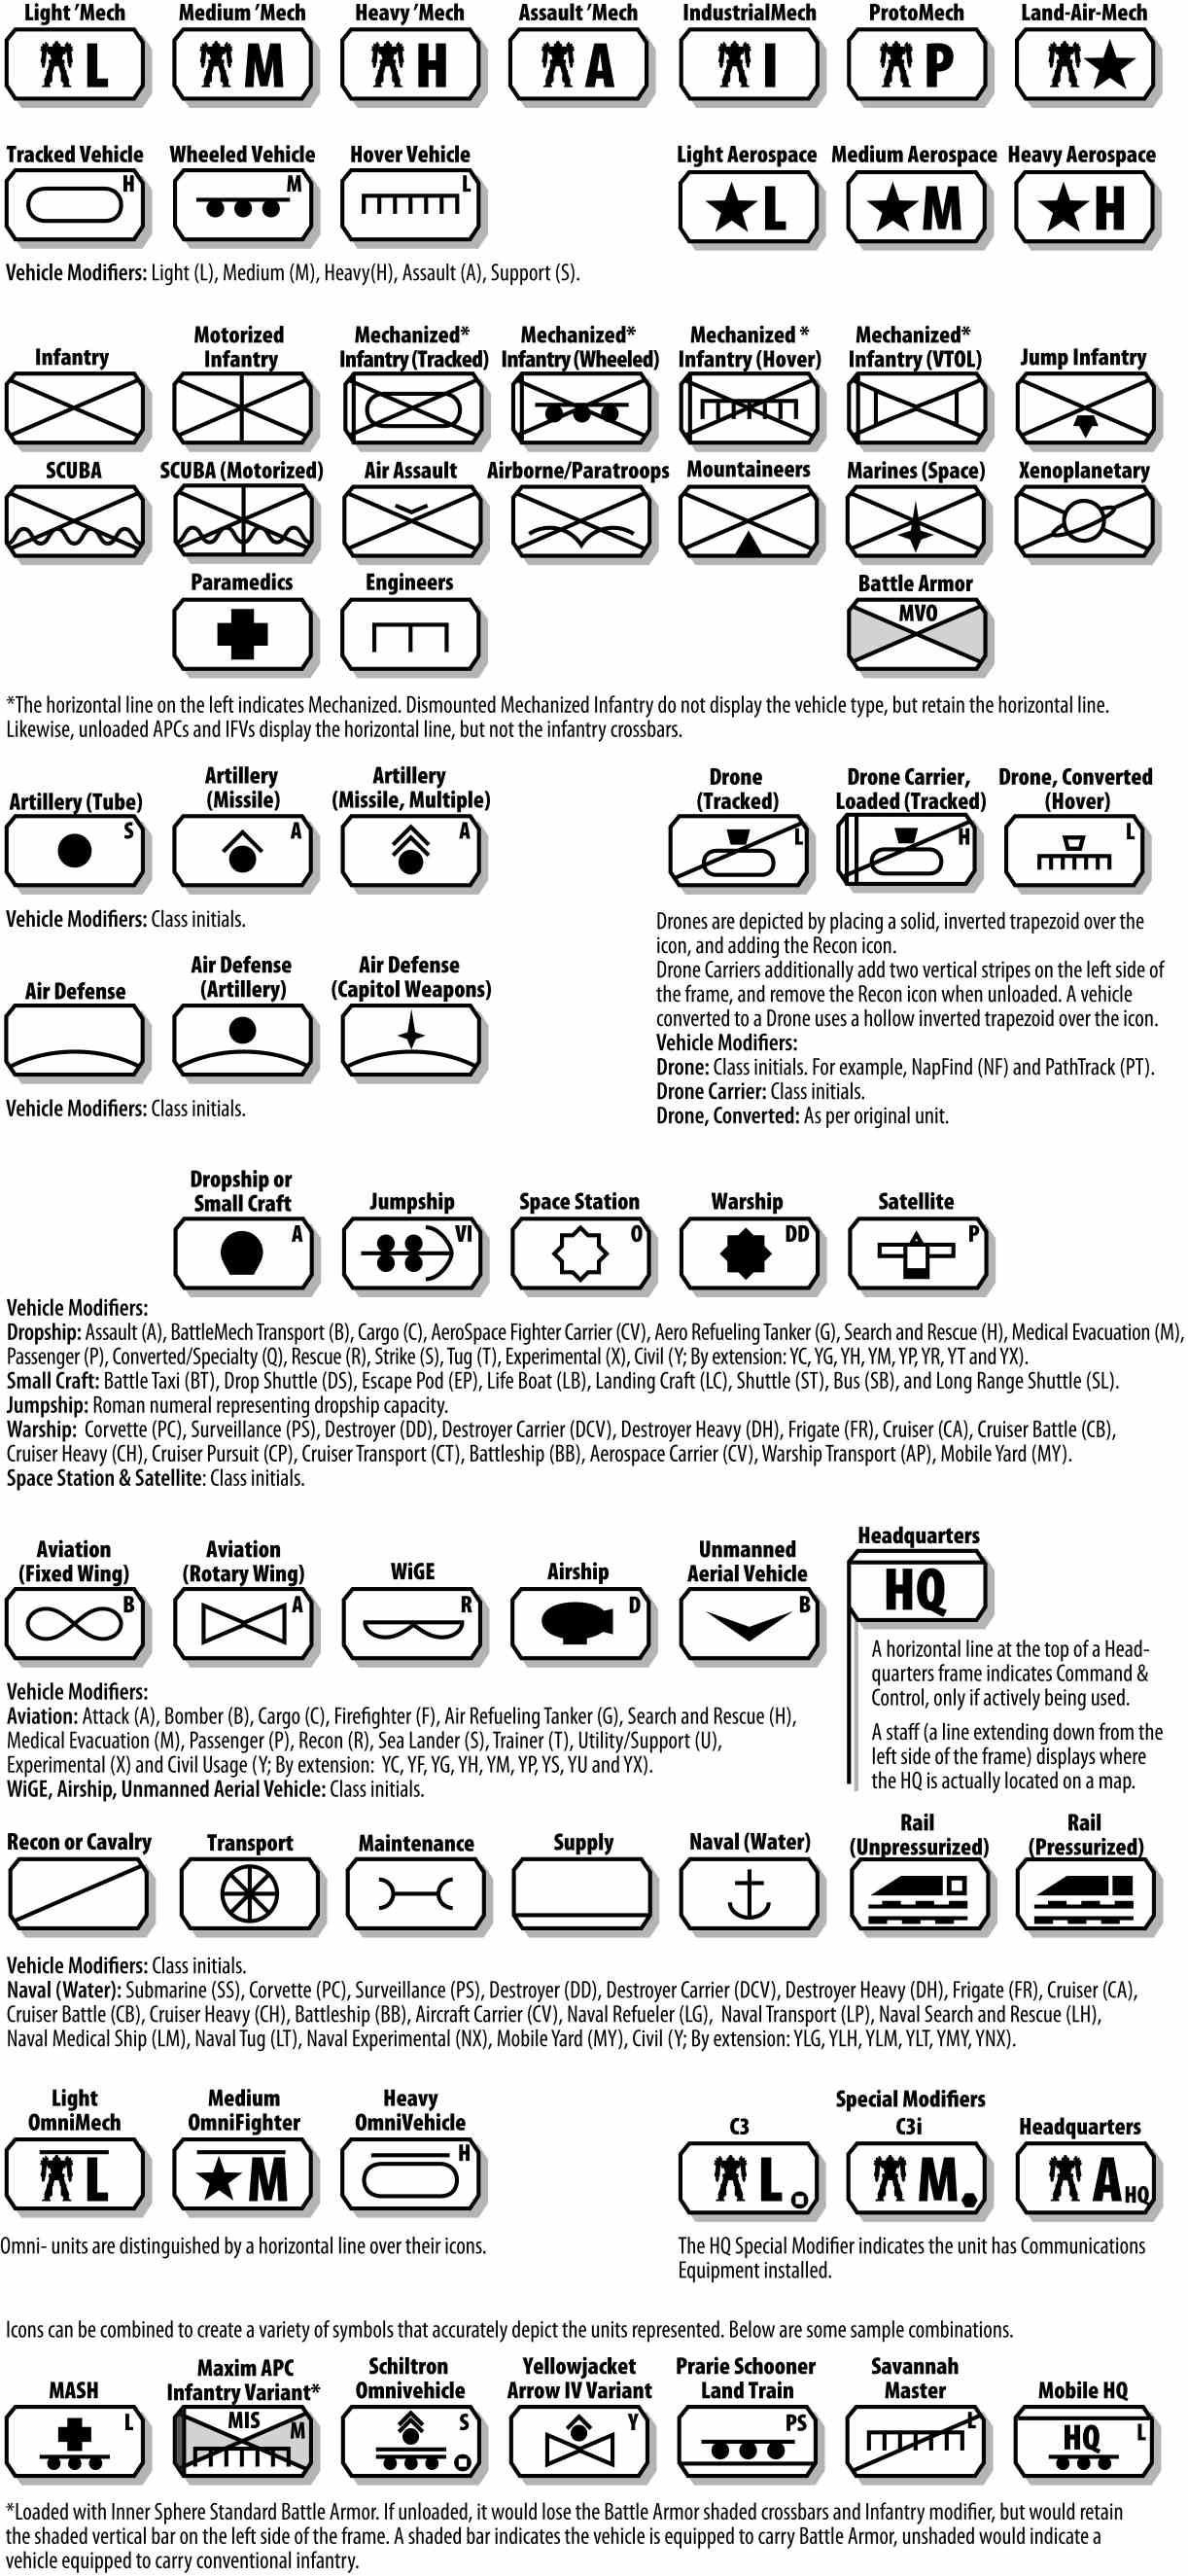 Light ’Mech Medium ’Mech Heavy ’Mech Assault ’Mech IndustrialMech ProtoMech Land-Air-Mech
L M H A I P
Tracked Vehicle Wheeled Vehicle Hover Vehicle Light Aerospace Medium Aerospace Heavy Aerospace
H M L L M H
Vehicle Modifiers: Light (L), Medium (M), Heavy(H), Assault (A), Support (S).
Infantry
Motorized
Infantry
Mechanized*
Infantry (Tracked)
Mechanized*
Infantry (Wheeled)
Mechanized *
Infantry (Hover)
Mechanized*
Infantry (VTOL)
Jump Infantry
SCUBA SCUBA (Motorized) Air Assault Airborne/Paratroops Mountaineers Marines (Space) Xenoplanetary
Paramedics Engineers Battle Armor
MVO
*The horizontal line on the left indicates Mechanized. Dismounted Mechanized Infantry do not display the vehicle type, but retain the horizontal line.
Likewise, unloaded APCs and IFVs display the horizontal line, but not the infantry crossbars.
Artillery (Tube)
S
Artillery
(Missile)
A
Artillery
(Missile, Multiple)
A
Vehicle Modifiers: Class initials.
Air Defense
Air Defense
(Artillery)
Air Defense
(Capitol Weapons)
Vehicle Modifiers: Class initials.
Drone
(Tracked)
L
Drone Carrier,
Loaded (Tracked)
H
Drone, Converted
(Hover)
L
Drones are depicted by placing a solid, inverted trapezoid over the
icon, and adding the Recon icon.
Drone Carriers additionally add two vertical stripes on the left side of
the frame, and remove the Recon icon when unloaded. A vehicle
converted to a Drone uses a hollow inverted trapezoid over the icon.
Vehicle Modifiers:
Drone: Class initials. For example, NapFind (NF) and PathTrack (PT).
Drone Carrier: Class initials.
Drone, Converted: As per original unit.
Dropship or
Small Craft
A
Jumpship
VI
Space Station
O
Warship
DD
Satellite
P
Vehicle Modifiers:
Dropship: Assault (A), BattleMech Transport (B), Cargo (C), AeroSpace Fighter Carrier (CV), Aero Refueling Tanker (G), Search and Rescue (H), Medical Evacuation (M),
Passenger (P), Converted/Specialty (Q), Rescue (R), Strike (S), Tug (T), Experimental (X), Civil (Y; By extension: YC, YG, YH, YM, YP, YR, YT and YX).
Small Craft: Battle Taxi (BT), Drop Shuttle (DS), Escape Pod (EP), Life Boat (LB), Landing Craft (LC), Shuttle (ST), Bus (SB), and Long Range Shuttle (SL).
Jumpship: Roman numeral representing dropship capacity.
Warship: Corvette (PC), Surveillance (PS), Destroyer (DD), Destroyer Carrier (DCV), Destroyer Heavy (DH), Frigate (FR), Cruiser (CA), Cruiser Battle (CB),
Cruiser Heavy (CH), Cruiser Pursuit (CP), Cruiser Transport (CT), Battleship (BB), Aerospace Carrier (CV), Warship Transport (AP), Mobile Yard (MY).
Space Station & Satellite: Class initials.
Aviation
(Fixed Wing)
B
Aviation
(Rotary Wing)
A
WiGE
R
Airship
D
Unmanned
Aerial Vehicle
B
Headquarters
HQ
A horizontal line at the top of a Head-
quarters frame indicates Command &
Control, only if actively being used.
A staff (a line extending down from the
left side of the frame) displays where
the HQ is actually located on a map.
Vehicle Modifiers:
Aviation: Attack (A), Bomber (B), Cargo (C), Firefighter (F), Air Refueling Tanker (G), Search and Rescue (H),
Medical Evacuation (M), Passenger (P), Recon (R), Sea Lander (S), Trainer (T), Utility/Support (U),
Experimental (X) and Civil Usage (Y; By extension: YC, YF, YG, YH, YM, YP, YS, YU and YX).
WiGE, Airship, Unmanned Aerial Vehicle: Class initials.
Recon or Cavalry Transport Maintenance Supply Naval (Water)
Rail
(Unpressurized)
Rail
(Pressurized)
Vehicle Modifiers: Class initials.
Naval (Water): Submarine (SS), Corvette (PC), Surveillance (PS), Destroyer (DD), Destroyer Carrier (DCV), Destroyer Heavy (DH), Frigate (FR), Cruiser (CA),
Cruiser Battle (CB), Cruiser Heavy (CH), Battleship (BB), Aircraft Carrier (CV), Naval Refueler (LG), Naval Transport (LP), Naval Search and Rescue (LH),
Naval Medical Ship (LM), Naval Tug (LT), Naval Experimental (NX), Mobile Yard (MY), Civil (Y; By extension: YLG, YLH, YLM, YLT, YMY, YNX).
Light
OmniMech
L
Medium
OmniFighter
M
Heavy
OmniVehicle
H
Omni- units are distinguished by a horizontal line over their icons.
Special Modifiers
C3 C3i Headquarters
L M A HQ
The HQ Special Modifier indicates the unit has Communications
Equipment installed.
Icons can be combined to create a variety of symbols that accurately depict the units represented. Below are some sample combinations.
MASH
L
Maxim APC
Infantry Variant*
MIS M
Schiltron
Omnivehicle
S
Yellowjacket
Arrow IV Variant
Y
Prarie Schooner
Land Train
PS
Savannah
Master
L
Mobile HQ
HQ L
*Loaded with Inner Sphere Standard Battle Armor. If unloaded, it would lose the Battle Armor shaded crossbars and Infantry modifier, but would retain
the shaded vertical bar on the left side of the frame. A shaded bar indicates the vehicle is equipped to carry Battle Armor, unshaded would indicate a
vehicle equipped to carry conventional infantry.